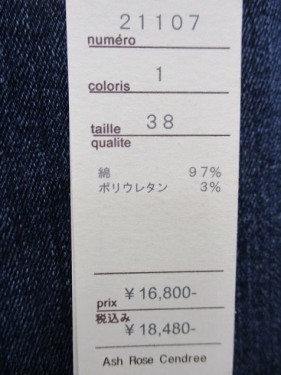 21107
numéro
1
coloris
38
taille
qualite
綿 97%
ポリウレタン 3%
prix ¥16,800-
税込み
¥18,480-
Ash Rose Cendree